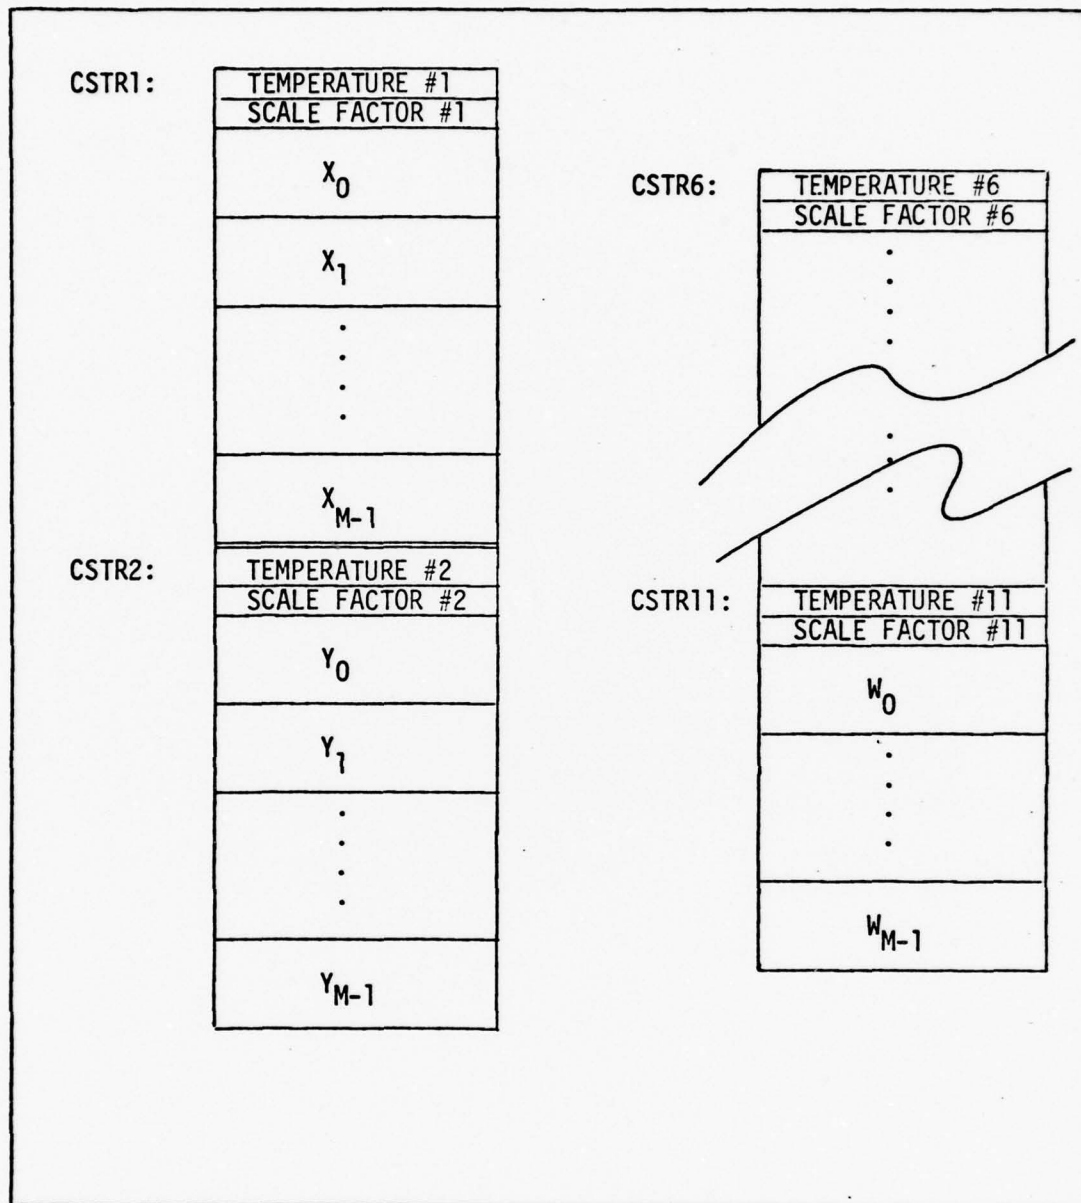 CSTR1:
TEMPERATURE #1
SCALE FACTOR #1
X0
X1
XM-1
CSTR2:
TEMPERATURE #2
SCALE FACTOR #2
Y0
Y1
YM-1
CSTR6:
TEMPERATURE #6
SCALE FACTOR #6
CSTR11:
TEMPERATURE #11
SCALE FACTOR #11
W0
WM-1